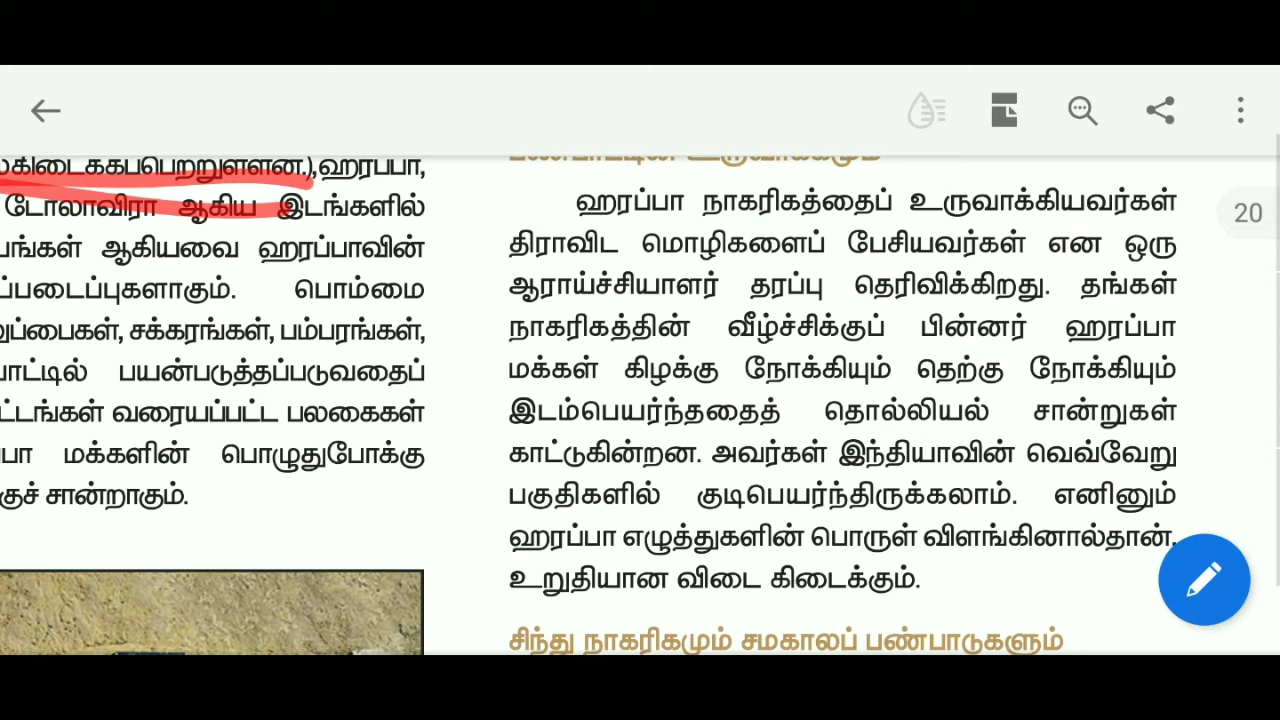 ஹரப்பா,
டோலாவிரா ஆகிய இடங்களில்
ஆகியவை ஹரப்பாவின்
பொம்மை
சக்கரங்கள், பம்பரங்கள்,
பயன்படுத்தப்படுவதைப்
வரையப்பட்ட பலகைகள்
மக்களின் பொழுதுபோக்கு
சான்றாகும்.
ஹரப்பா நாகரிகத்தைப் உருவாக்கியவர்கள்
திராவிட மொழிகளைப் பேசியவர்கள் என ஒரு
ஆராய்ச்சியாளர் தரப்பு தெரிவிக்கிறது. தங்கள்
நாகரிகத்தின் வீழ்ச்சிக்குப் பின்னர் ஹரப்பா
மக்கள் கிழக்கு நோக்கியும் தெற்கு நோக்கியும்
இடம்பெயர்ந்ததைத் தொல்லியல் சான்றுகள்
காட்டுகின்றன. அவர்கள் இந்தியாவின் வெவ்வேறு
பகுதிகளில் குடிபெயர்ந்திருக்கலாம். எனினும்
ஹரப்பா எழுத்துகளின் பொருள் விளங்கினால்தான்.
உறுதியான விடை கிடைக்கும்.
சிந்து நாகரிகமும் சமகாலப் பண்பாடுகளும்
20